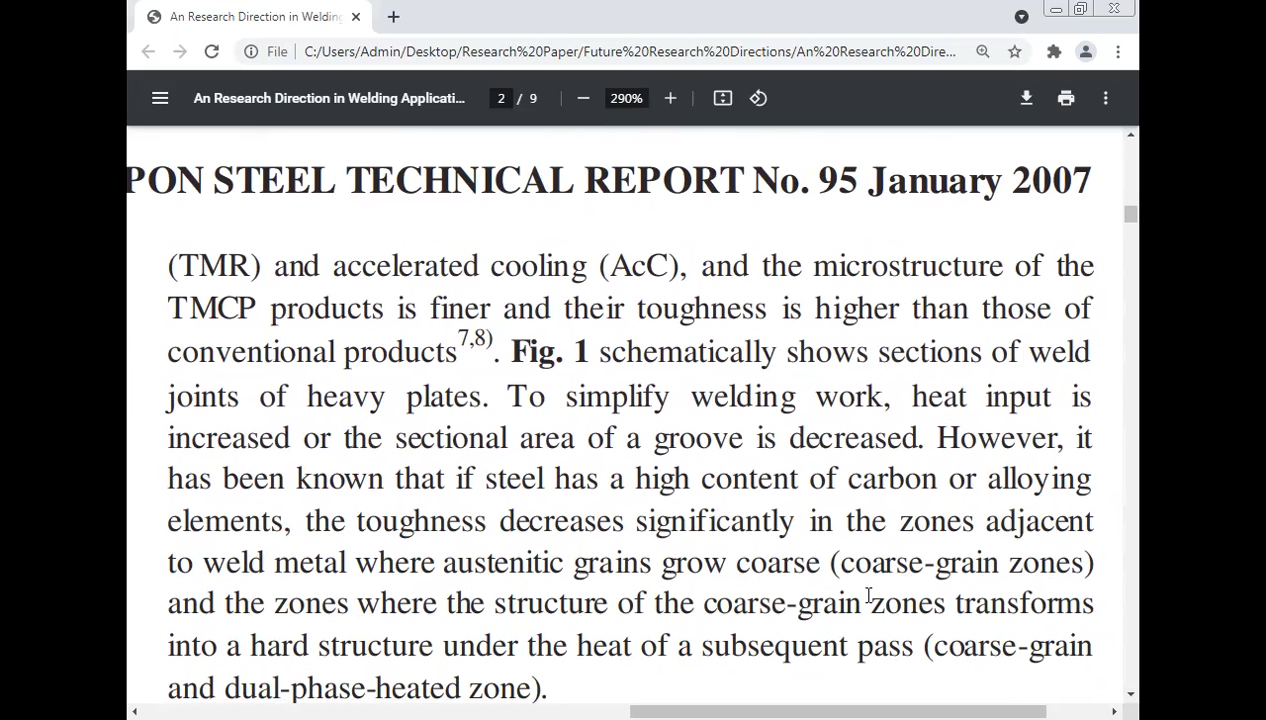 An Research Direction in Welding
File C:/Users/Admin/Desktop/Research%20Paper/Future%20Research%20Directions/An%20Research%20Dire...
An Research Direction in Welding Applicati... 2 / 9 290%
PON STEEL TECHNICAL REPORT No. 95 January 2007
(TMR) and accelerated cooling (AcC), and the microstructure of the
TMCP products is finer and their toughness is higher than those of
conventional products7,8). Fig. 1 schematically shows sections of weld
joints of heavy plates. To simplify welding work, heat input is
increased or the sectional area of a groove is decreased. However, it
has been known that if steel has a high content of carbon or alloying
elements, the toughness decreases significantly in the zones adjacent
to weld metal where austenitic grains grow coarse (coarse-grain zones)
and the zones where the structure of the coarse-grain zones transforms
into a hard structure under the heat of a subsequent pass (coarse-grain
and dual-phase-heated zone).